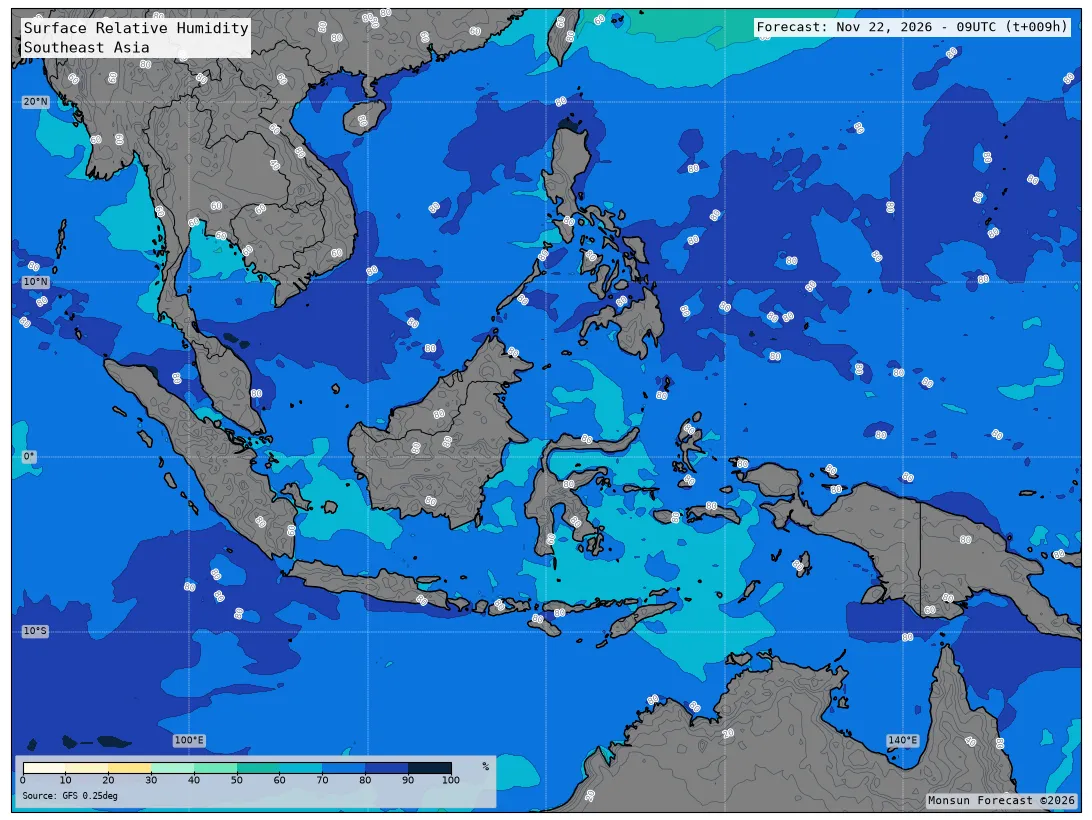 Surface Relative Humidity
Southeast Asia
Forecast: Nov 22, 2026 - 09UTC (t+009h)
20°N
10°N
0°
10°S
100°E
140°E
0 10 20 30 40 50 60 70 80 90 100 %
Source: GFS 0.25deg
Monsun Forecast ©2026